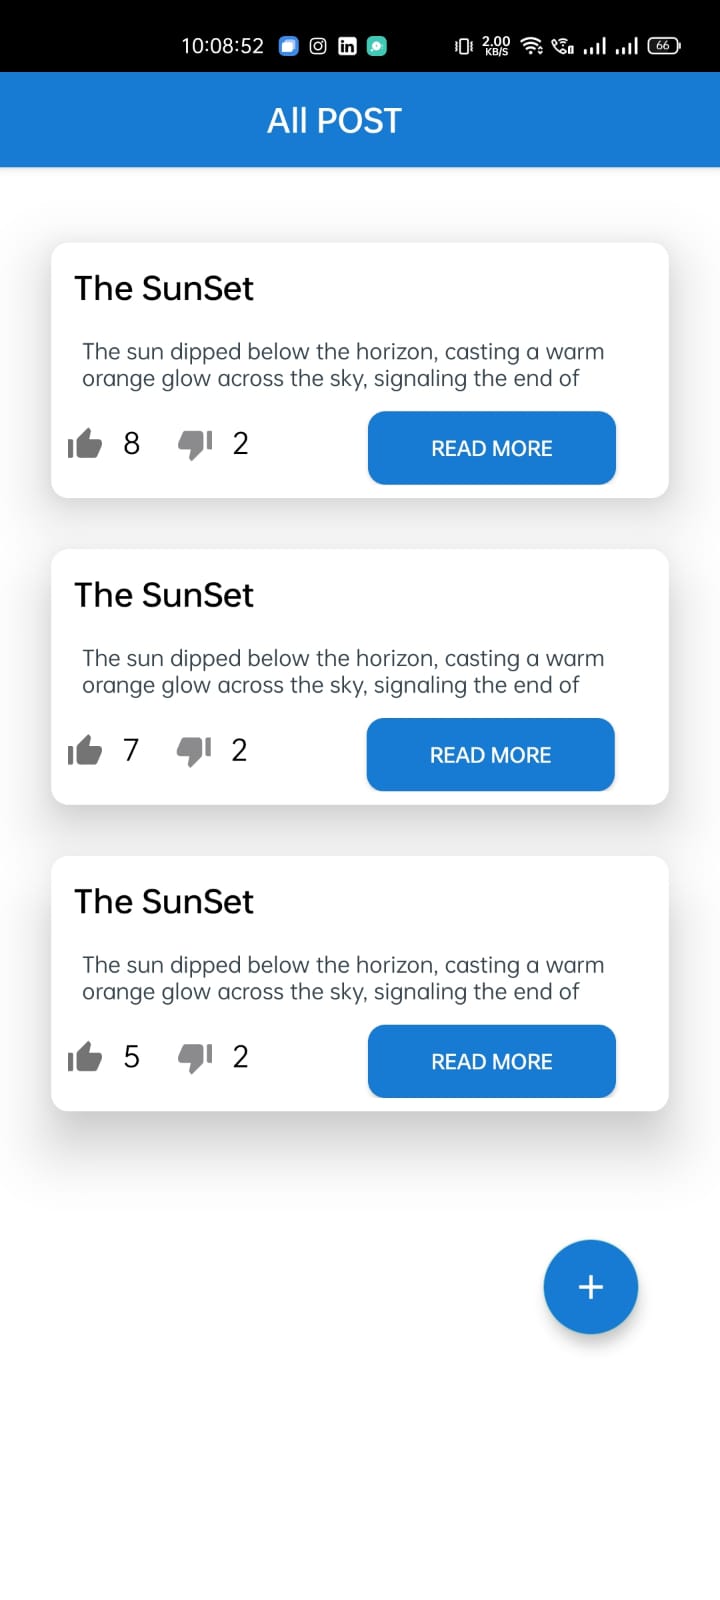 10:08:52 in 2.00 KB/S 66
All POST
The SunSet
The sun dipped below the horizon, casting a warm
orange glow across the sky, signaling the end of
8 2 READ MORE
The SunSet
The sun dipped below the horizon, casting a warm
orange glow across the sky, signaling the end of
7 2 READ MORE
The SunSet
The sun dipped below the horizon, casting a warm
orange glow across the sky, signaling the end of
5 2 READ MORE
+